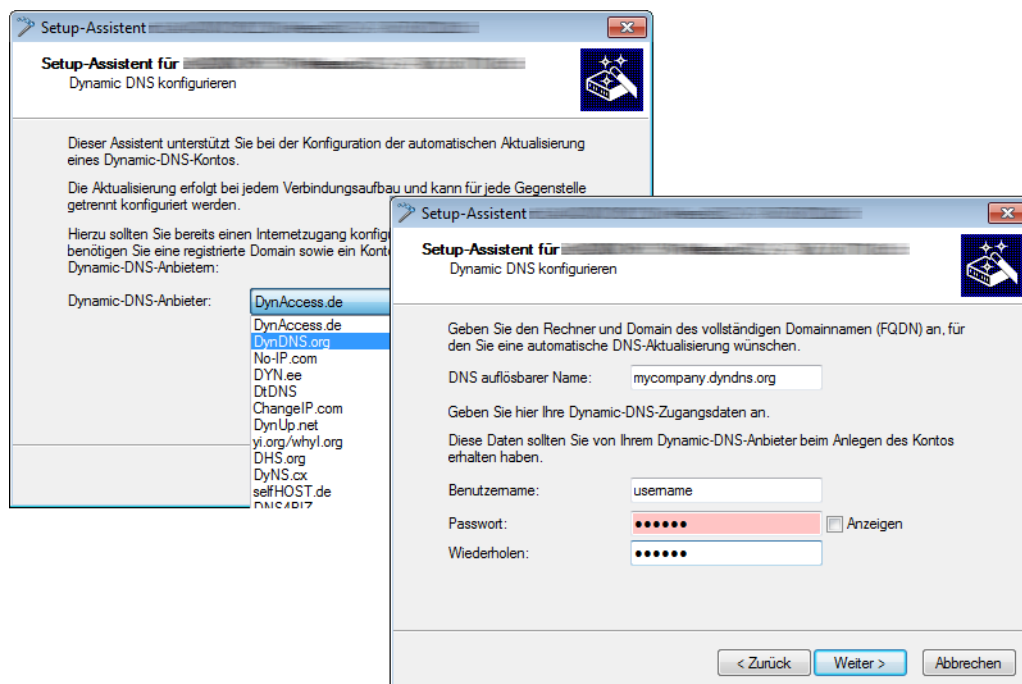 Setup-Assistent
Setup-Assistent für
Dynamic DNS konfigurieren
Dieser Assistent unterstützt Sie bei der Konfiguration der automatischen Aktualisierung
eines Dynamic-DNS-Kontos.
Die Aktualisierung erfolgt bei jedem Verbindungsaufbau und kann für jede Gegenstelle
getrennt konfiguriert werden.
Hierzu sollten Sie bereits einen Internetzugang
benötigen Sie eine registrierte Domain sowie ein
Dynamic-DNS-Anbietern:
Dynamic-DNS-Anbieter:
DynAccess.de
DynAccess.de
DynDNS.org
No-IP.com
DYN.ee
DtDNS
ChangeIP.com
DynUp.net
yi.org/whyI.org
DHS.org
DyNS.cx
selfHOST.de
Setup-Assistent
Setup-Assistent für
Dynamic DNS konfigurieren
Geben Sie den Rechner und Domain des vollständigen Domainnamen (FQDN) an, für
den Sie eine automatische DNS-Aktualisierung wünschen.
DNS auflösbarer Name: mycompany.dyndns.org
Geben Sie hier Ihre Dynamic-DNS-Zugangsdaten an.
Diese Daten sollten Sie von Ihrem Dynamic-DNS-Anbieter beim Anlegen des Kontos
erhalten haben.
Benutzername: username
Passwort: ●●●●●● Anzeigen
Wiederholen: ●●●●●●
< Zurück Weiter > Abbrechen